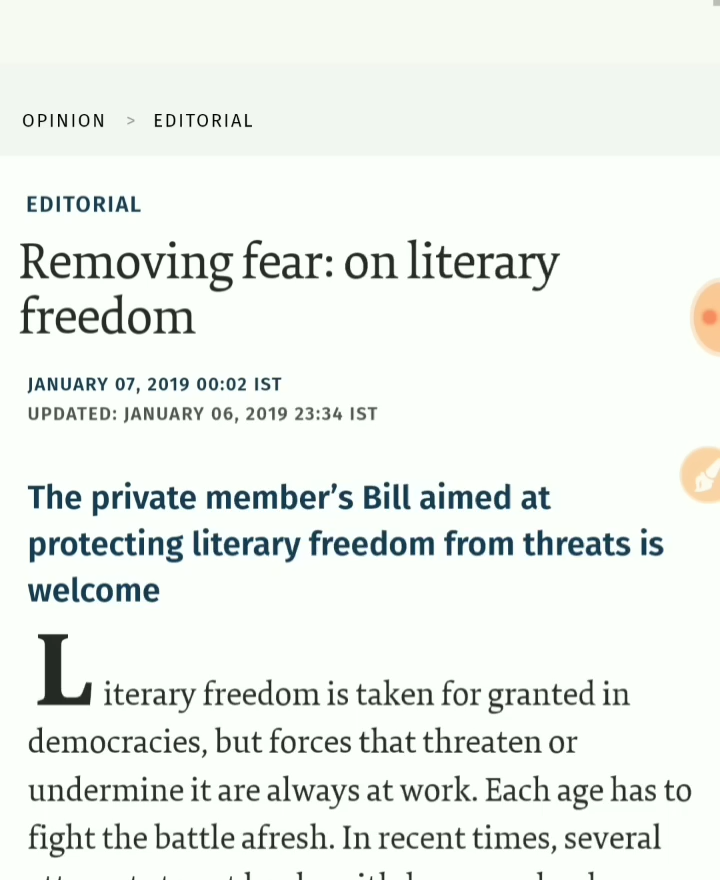 OPINION > EDITORIAL
EDITORIAL
Removing fear: on literary
freedom
JANUARY 07, 2019 00:02 IST
UPDATED: JANUARY 06, 2019 23:34 IST
The private member’s Bill aimed at
protecting literary freedom from threats is
welcome
Literary freedom is taken for granted in
democracies, but forces that threaten or
undermine it are always at work. Each age has to
fight the battle afresh. In recent times, several